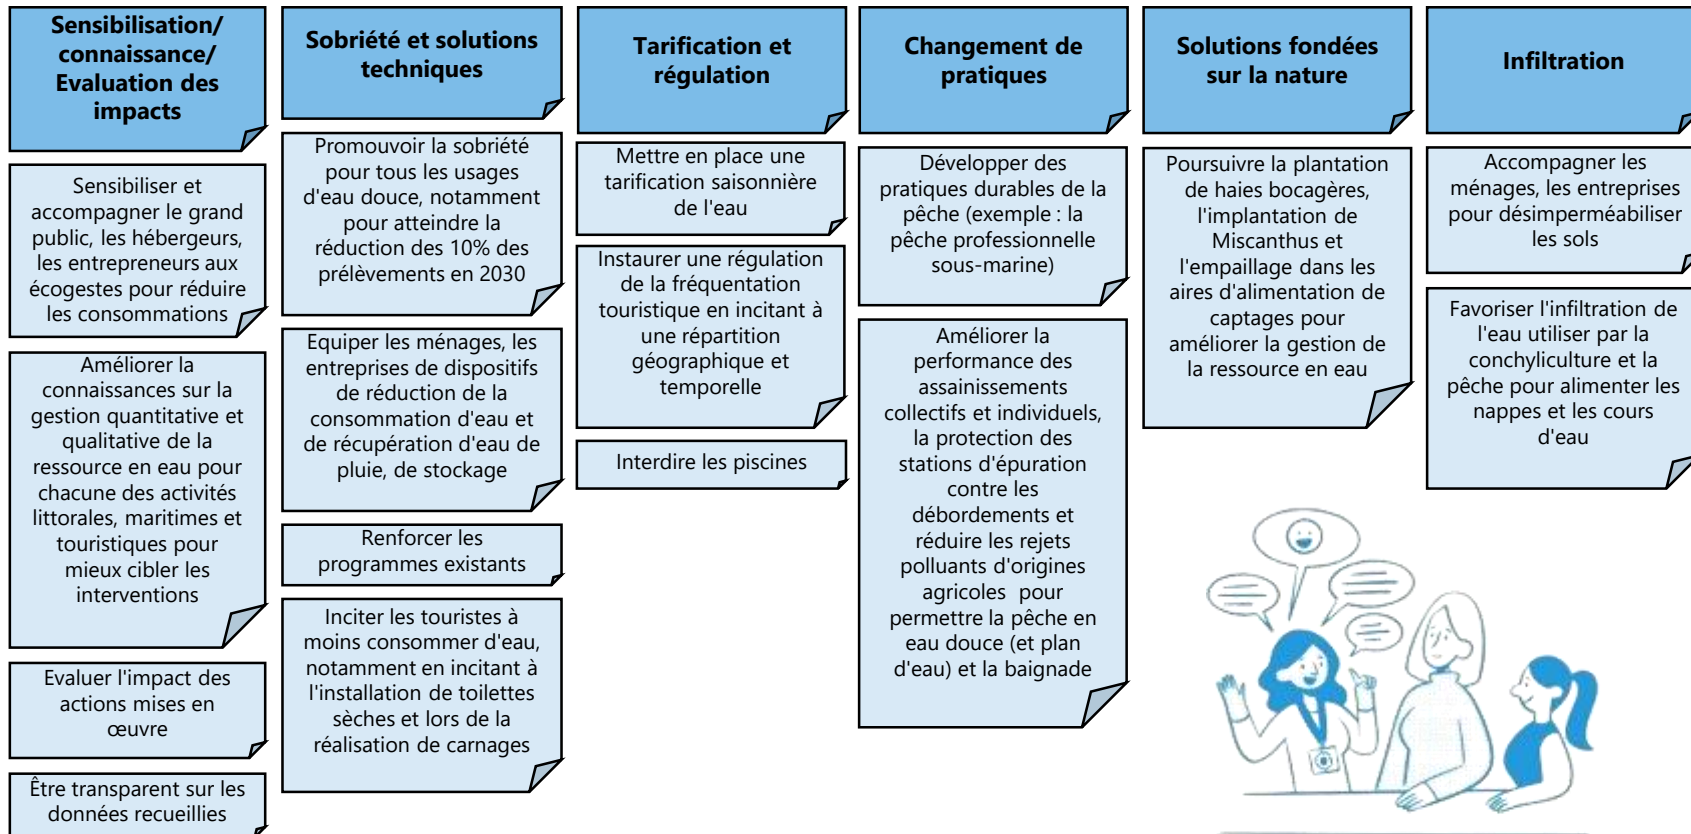 Sensibilisation/
connaissance/
Evaluation des
impacts
Sensibiliser et
accompagner le grand
public, les hébergeurs,
les entrepreneurs aux
écogestes pour réduire
les consommations
Améliorer la
connaissances sur la
gestion quantitative et
qualitative de la
ressource en eau pour
chacune des activités
littorales, maritimes et
touristiques pour
mieux cibler les
interventions
Evaluer l'impact des
actions mises en
œuvre
Être transparent sur les
données recueillies
Sobriété et solutions
techniques
Promouvoir la sobriété
pour tous les usages
d'eau douce, notamment
pour atteindre la
réduction des 10% des
prélèvements en 2030
Equiper les ménages, les
entreprises de dispositifs
de réduction de la
consommation d'eau et
de récupération d'eau de
pluie, de stockage
Renforcer les
programmes existants
Inciter les touristes à
moins consommer d'eau,
notamment en incitant à
l'installation de toilettes
sèches et lors de la
réalisation de carnages
Tarification et
régulation
Mettre en place une
tarification saisonnière
de l'eau
Instaurer une régulation
de la fréquentation
touristique en incitant à
une répartition
géographique et
temporelle
Interdire les piscines
Changement de
pratiques
Développer des
pratiques durables de la
pêche (exemple : la
pêche professionnelle
sous-marine)
Améliorer la
performance des
assainissements
collectifs et individuels,
la protection des
stations d'épuration
contre les
débordements et
réduire les rejets
polluants d'origines
agricoles  pour
permettre la pêche en
eau douce (et plan
d'eau) et la baignade
Solutions fondées
sur la nature
Poursuivre la plantation
de haies bocagères,
l'implantation de
Miscanthus et
l'empaillage dans les
aires d'alimentation de
captages pour
améliorer la gestion de
la ressource en eau
Infiltration
Accompagner les
ménages, les entreprises
pour désimperméabiliser
les sols
Favoriser l'infiltration de
l'eau utiliser par la
conchyliculture et la
pêche pour alimenter les
nappes et les cours
d'eau